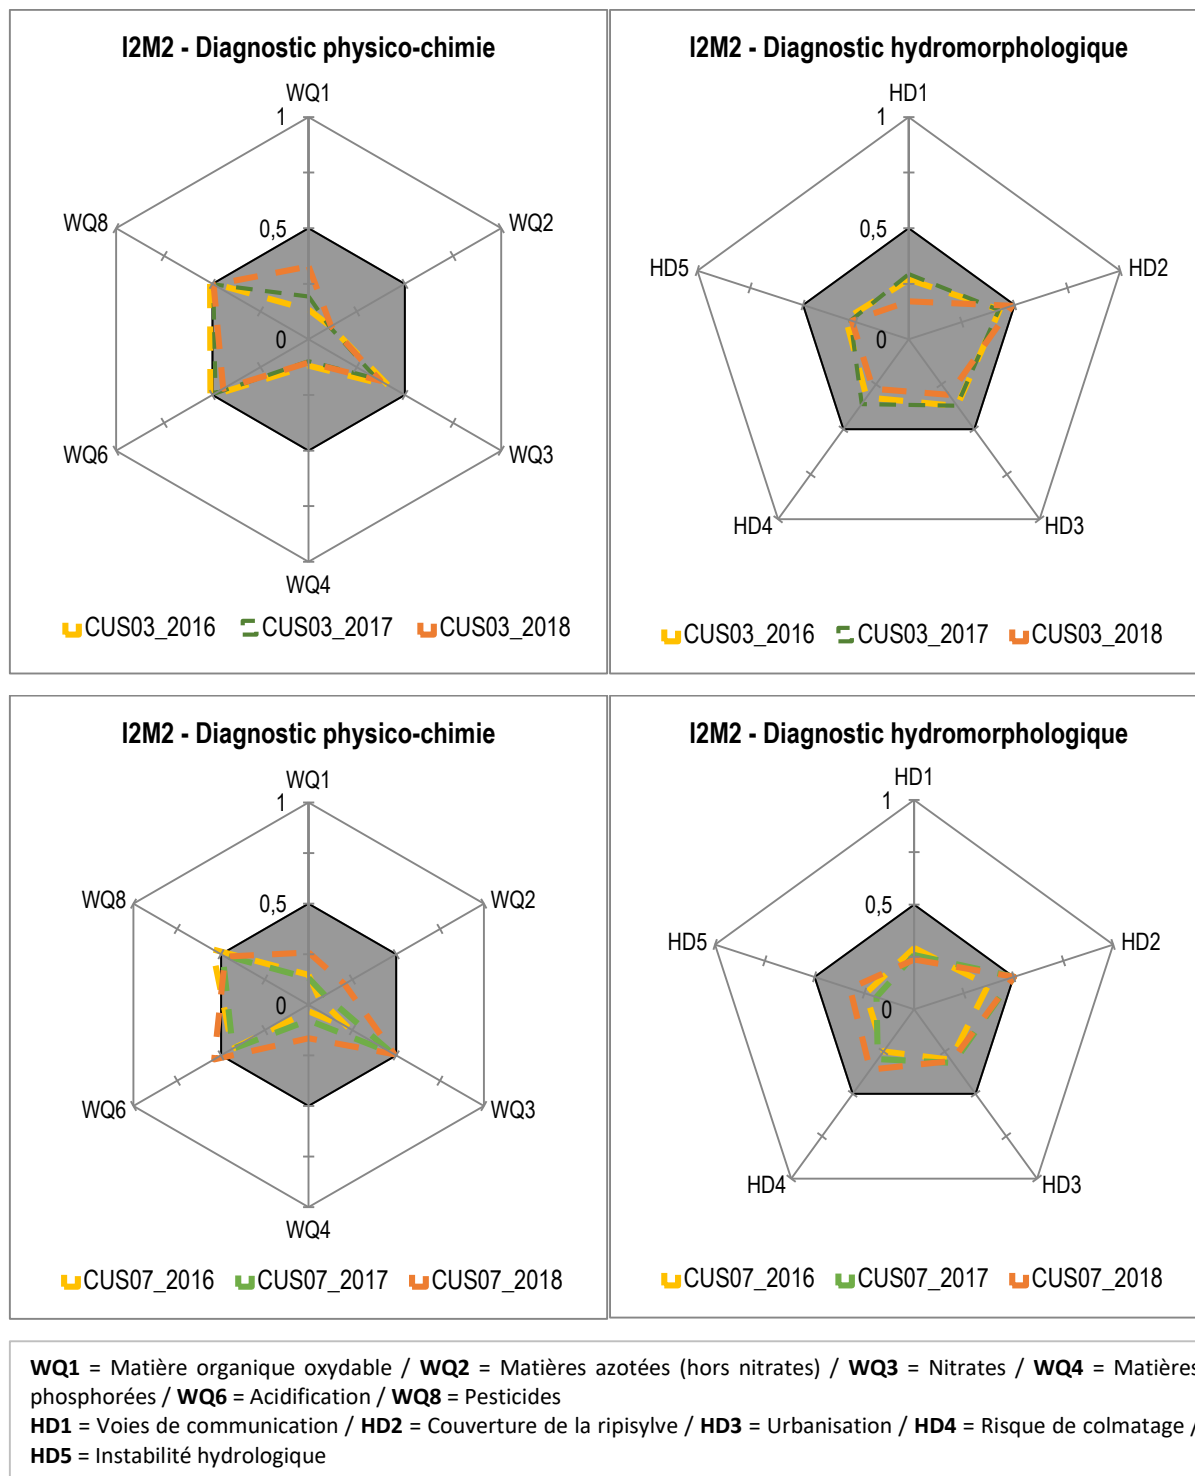 I2M2 - Diagnostic physico-chimie
WQ1
1
WQ8
0,5
WQ2
0
WQ6
WQ3
WQ4
CUS03_2016 CUS03_2017 CUS03_2018
I2M2 - Diagnostic hydromorphologique
HD1
1
0,5
HD5
HD2
0
HD4
HD3
CUS03_2016 CUS03_2017 CUS03_2018
I2M2 - Diagnostic physico-chimie
WQ1
1
WQ8
0,5
WQ2
0
WQ6
WQ3
WQ4
CUS07_2016 CUS07_2017 CUS07_2018
I2M2 - Diagnostic hydromorphologique
HD1
1
0,5
HD5
HD2
0
HD4
HD3
CUS07_2016 CUS07_2017 CUS07_2018
WQ1 = Matière organique oxydable / WQ2 = Matières azotées (hors nitrates) / WQ3 = Nitrates / WQ4 = Matières
phosphorées / WQ6 = Acidification / WQ8 = Pesticides
HD1 = Voies de communication / HD2 = Couverture de la ripisylve / HD3 = Urbanisation / HD4 = Risque de colmatage /
HD5 = Instabilité hydrologique